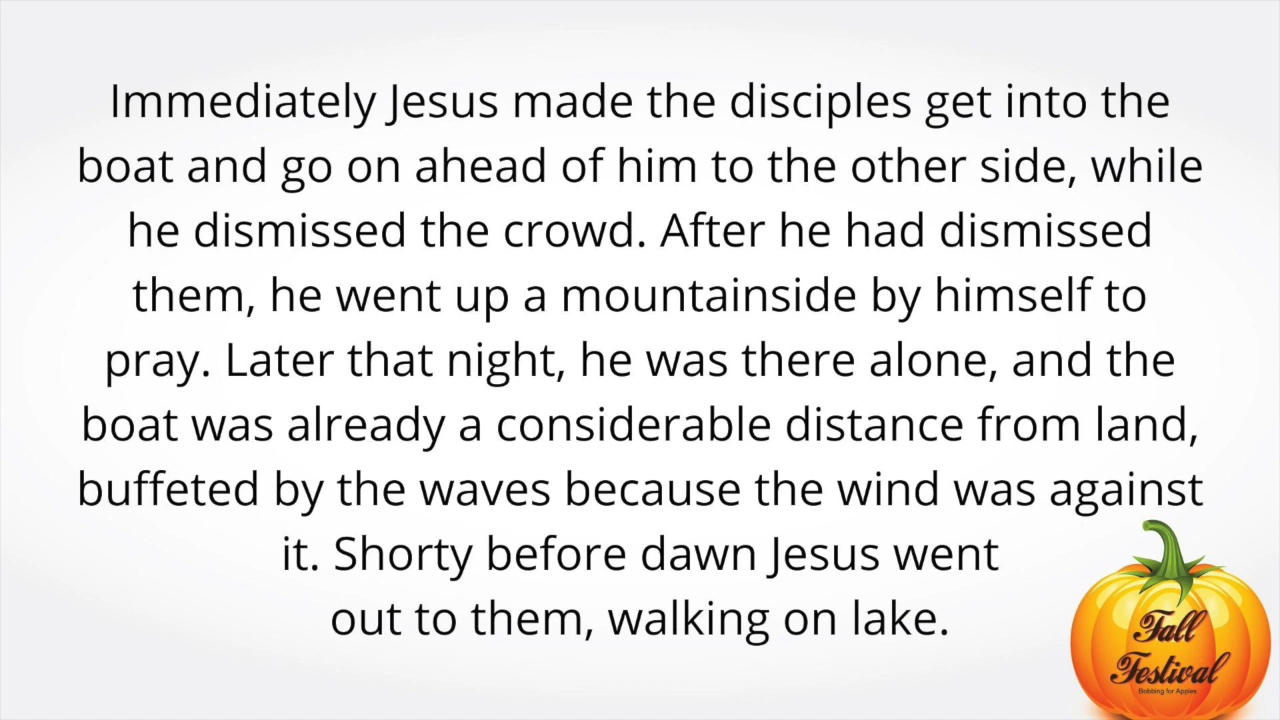 Immediately Jesus made the disciples get into the
boat and go on ahead of him to the other side, while
he dismissed the crowd. After he had dismissed
them, he went up a mountainside by himself to
pray. Later that night, he was there alone, and the
boat was already a considerable distance from land,
buffeted by the waves because the wind was against
it. Shorty before dawn Jesus went
out to them, walking on lake.
Fall
Festival
Bobbing for Apples